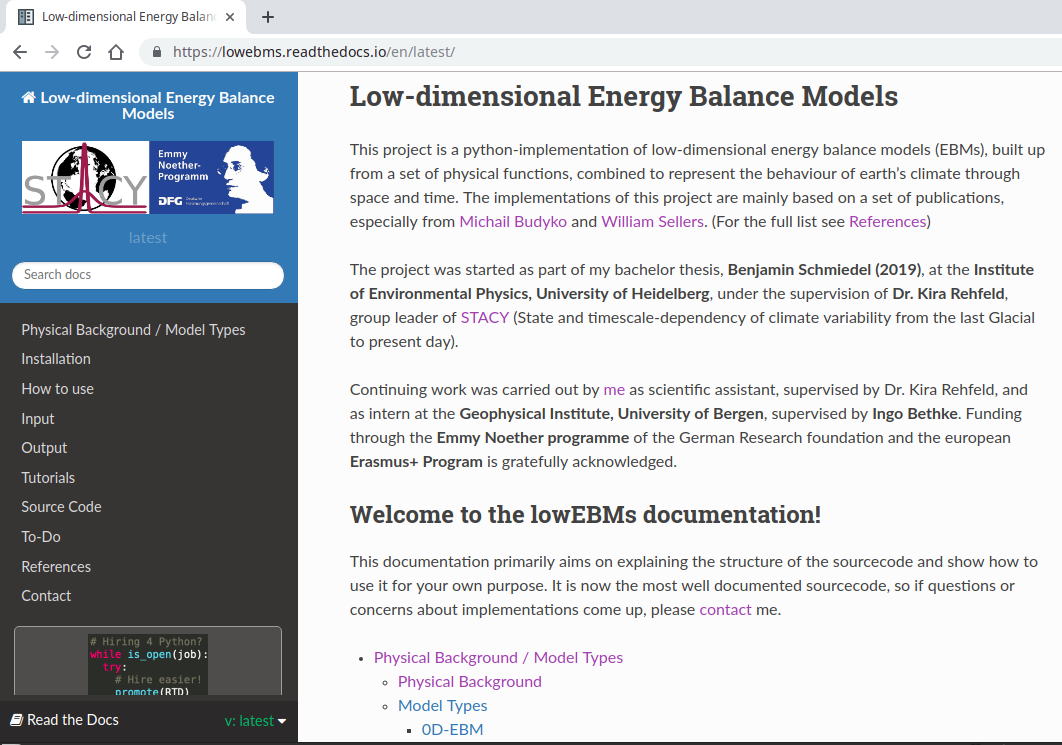 Low-dimensional Energy Balan
https://lowebms.readthedocs.io/en/latest/
Low-dimensional Energy Balance
Models
STACY
Emmy
Noether-
Programm
DFG
latest
Search docs
Physical Background / Model Types
Installation
How to use
Input
Output
Tutorials
Source Code
To-Do
References
Contact
# Hiring 4 Python?
while is_open(job):
try:
# Hire easier!
promote(RTD)
Read the Docs
v: latest
Low-dimensional Energy Balance Models
This project is a python-implementation of low-dimensional energy balance models (EBMs), built up
from a set of physical functions, combined to represent the behaviour of earth's climate through
space and time. The implementations of this project are mainly based on a set of publications,
especially from Michail Budyko and William Sellers. (For the full list see References)
The project was started as part of my bachelor thesis, Benjamin Schmiedel (2019), at the Institute
of Environmental Physics, University of Heidelberg, under the supervision of Dr. Kira Rehfeld,
group leader of STACY (State and timescale-dependency of climate variability from the last Glacial
to present day).
Continuing work was carried out by me as scientific assistant, supervised by Dr. Kira Rehfeld, and
as intern at the Geophysical Institute, University of Bergen, supervised by Ingo Bethke. Funding
through the Emmy Noether programme of the German Research foundation and the european
Erasmus+ Program is gratefully acknowledged.
Welcome to the lowEBMs documentation!
This documentation primarily aims on explaining the structure of the sourcecode and show how to
use it for your own purpose. It is now the most well documented sourcecode, so if questions or
concerns about implementations come up, please contact me.
Physical Background / Model Types
Physical Background
Model Types
0D-EBM